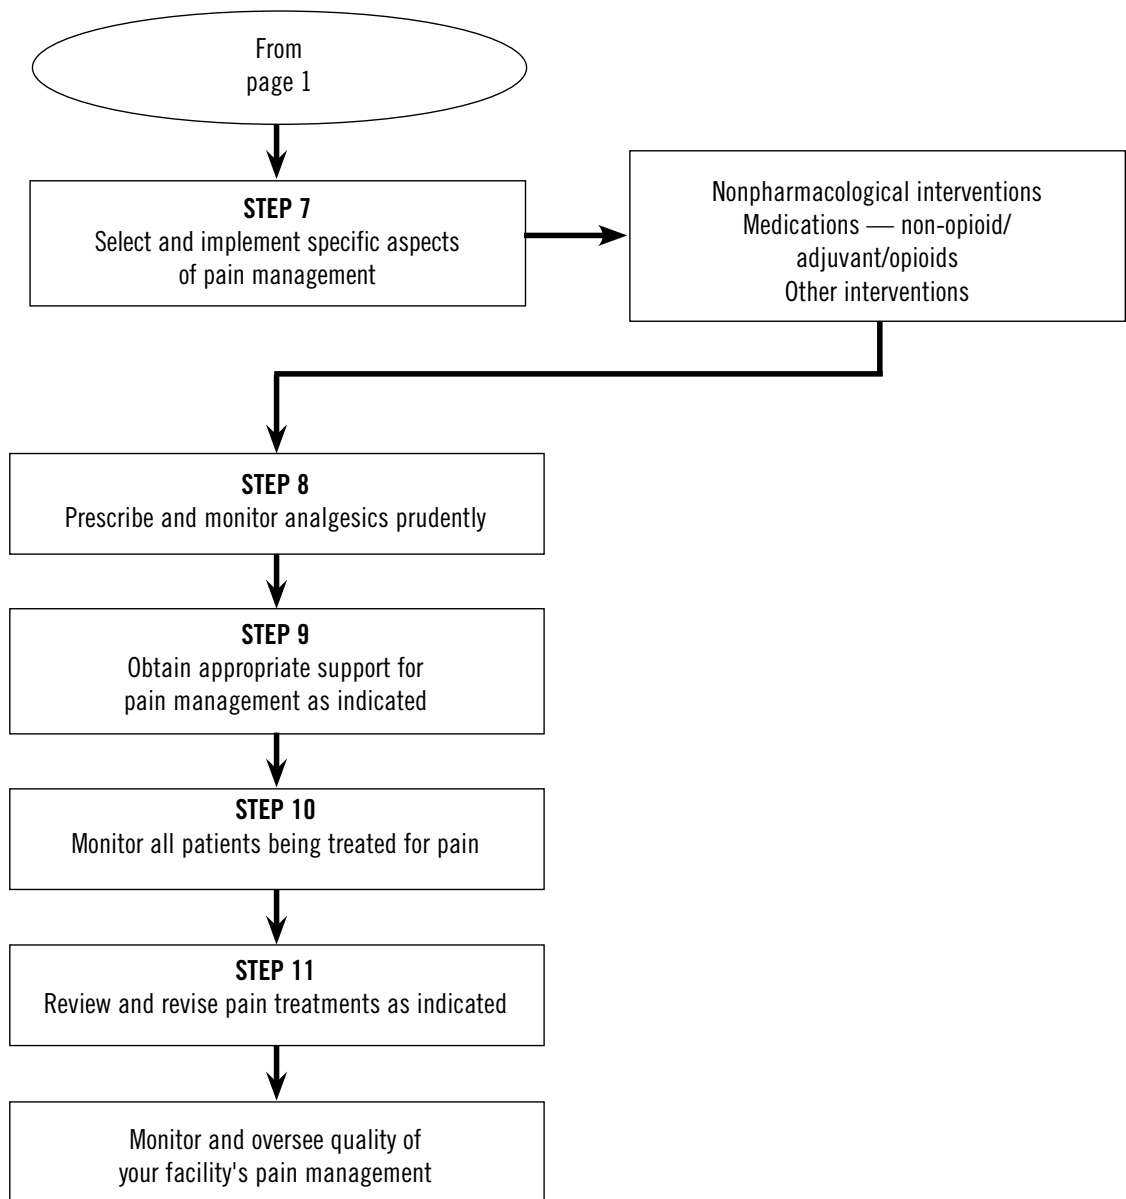 From
page 1
STEP 7
Select and implement specific aspects
of pain management
Nonpharmacological interventions
Medications — non-opioid/
adjuvant/opioids
Other interventions
STEP 8
Prescribe and monitor analgesics prudently
STEP 9
Obtain appropriate support for
pain management as indicated
STEP 10
Monitor all patients being treated for pain
STEP 11
Review and revise pain treatments as indicated
Monitor and oversee quality of
your facility's pain management